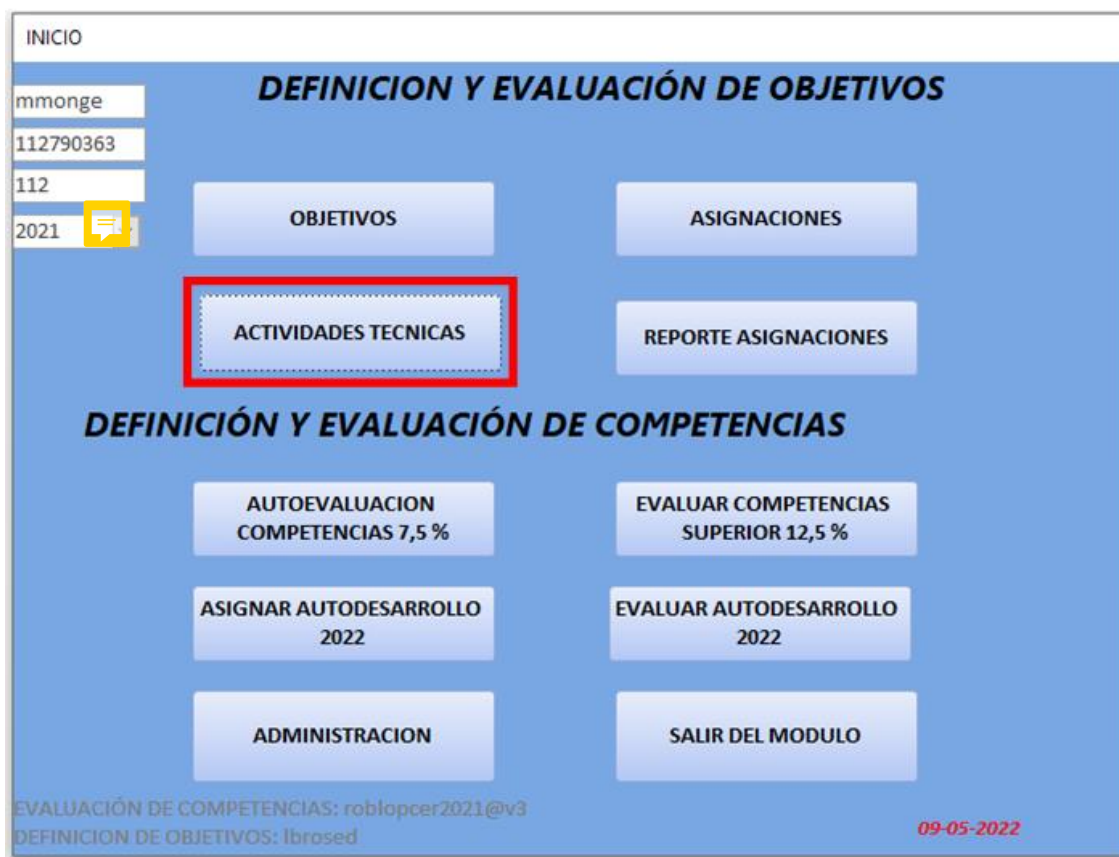 INICIO
mmonge
112790363
112
2021
DEFINICION Y EVALUACIÓN DE OBJETIVOS
OBJETIVOS
ASIGNACIONES
ACTIVIDADES TECNICAS
REPORTE ASIGNACIONES
DEFINICIÓN Y EVALUACIÓN DE COMPETENCIAS
AUTOEVALUACION
COMPETENCIAS 7,5 %
EVALUAR COMPETENCIAS
SUPERIOR 12,5 %
ASIGNAR AUTODESARROLLO
2022
EVALUAR AUTODESARROLLO
2022
ADMINISTRACION
SALIR DEL MODULO
EVALUACIÓN DE COMPETENCIAS: roblopcer2021@v3
DEFINICION DE OBJETIVOS: lbrosed
09-05-2022